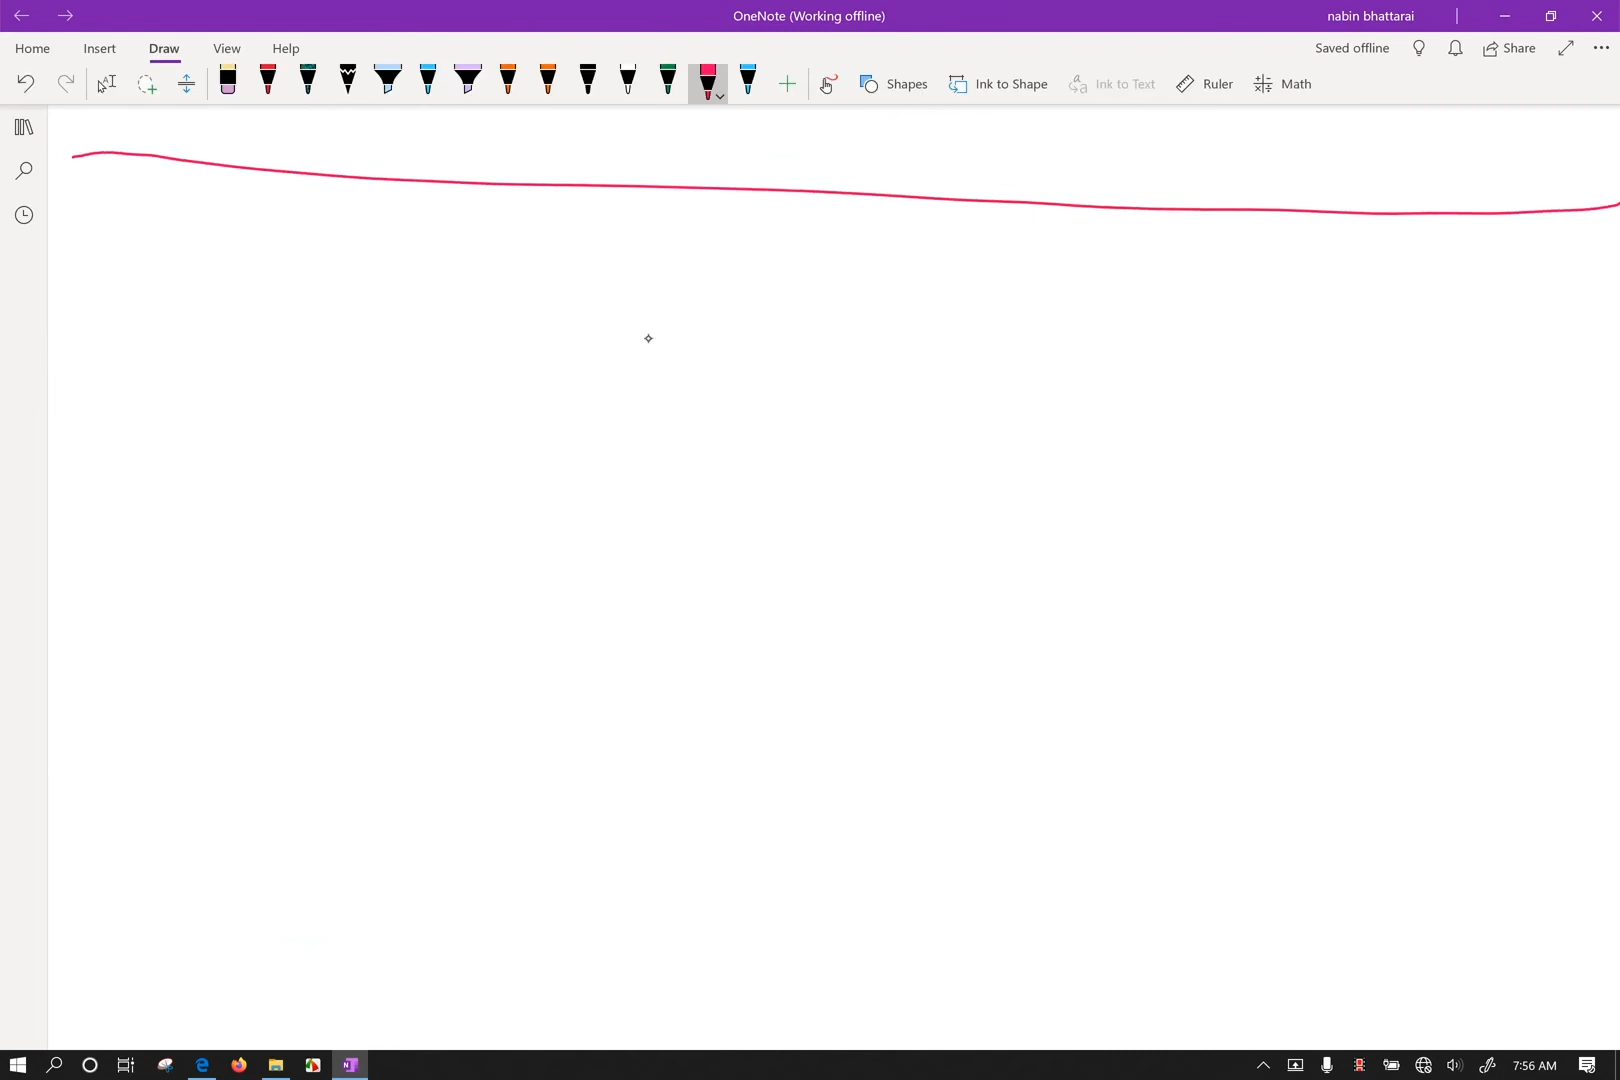 OneNote (Working offline)
nabin bhattarai
Home Insert Draw View Help
Saved offline Share
Shapes Ink to Shape Ink to Text Ruler Math
7:56 AM